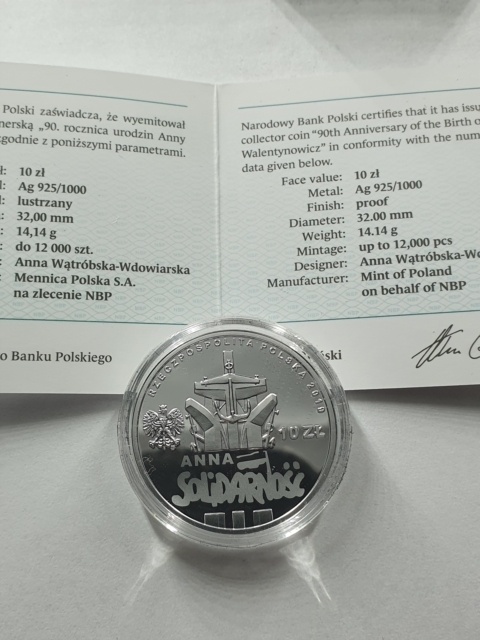 Polski zaświadcza, że wyemitował
nerską „90. rocznica urodzin Anny
godnie z poniższymi parametrami.
10 zł
Ag 925/1000
lustrzany
32,00 mm
14,14 g
do 12 000 szt.
Anna Wątróbska-Wdowiarska
Mennica Polska S.A.
na zlecenie NBP
o Banku Polskiego
Narodowy Bank Polski certifies that it has issu
collector coin "90th Anniversary of the Birth o
Walentynowicz" in conformity with the num
data given below.
Face value: 10 zł
Metal: Ag 925/1000
Finish: proof
Diameter: 32.00 mm
Weight: 14.14 g
Mintage: up to 12,000 pcs
Designer: Anna Wątróbska-Wdo
Manufacturer: Mint of Poland
on behalf of NBP
iński
RZECZPOSPOLITA POLSKA 2019
10 ZŁ
ANNA
SOLIDARNOŚĆ